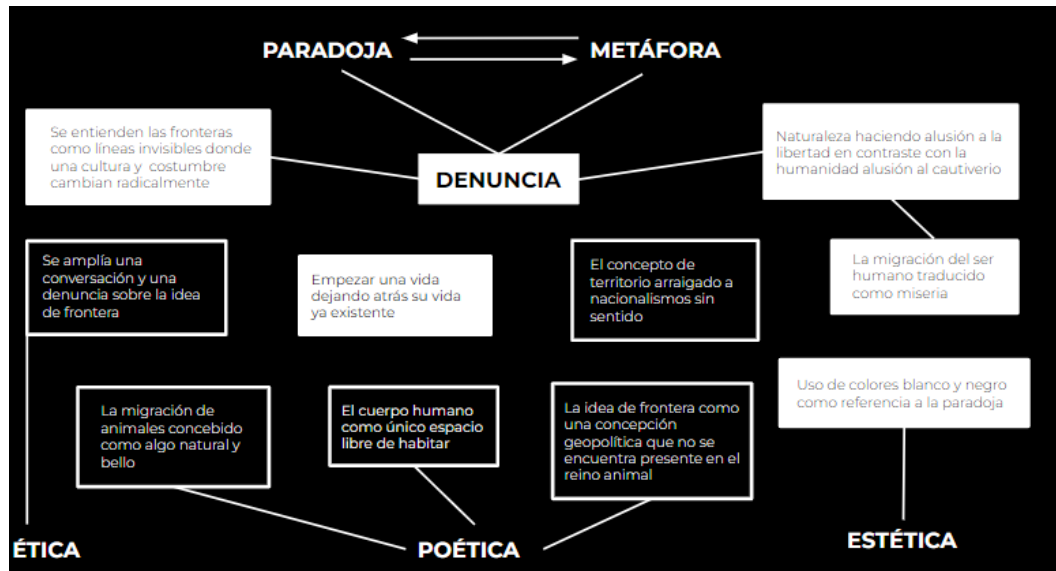 PARADOJA
METÁFORA
Se entienden las fronteras
como líneas invisibles donde
una cultura y costumbre
cambian radicalmente
DENUNCIA
Naturaleza haciendo alusión a la
libertad en contraste con la
humanidad alusión al cautiverio
Se amplía una
conversación y una
denuncia sobre la idea
de frontera
Empezar una vida
dejando atrás su vida
ya existente
El concepto de
territorio arraigado a
nacionalismos sin
sentido
La migración del ser
humano traducido
como miseria
La migración de
animales concebido
como algo natural y
bello
El cuerpo humano
como único espacio
libre de habitar
La idea de frontera como
una concepción
geopolítica que no se
encuentra presente en el
reino animal
Uso de colores blanco y negro
como referencia a la paradoja
ÉTICA
POÉTICA
ESTÉTICA